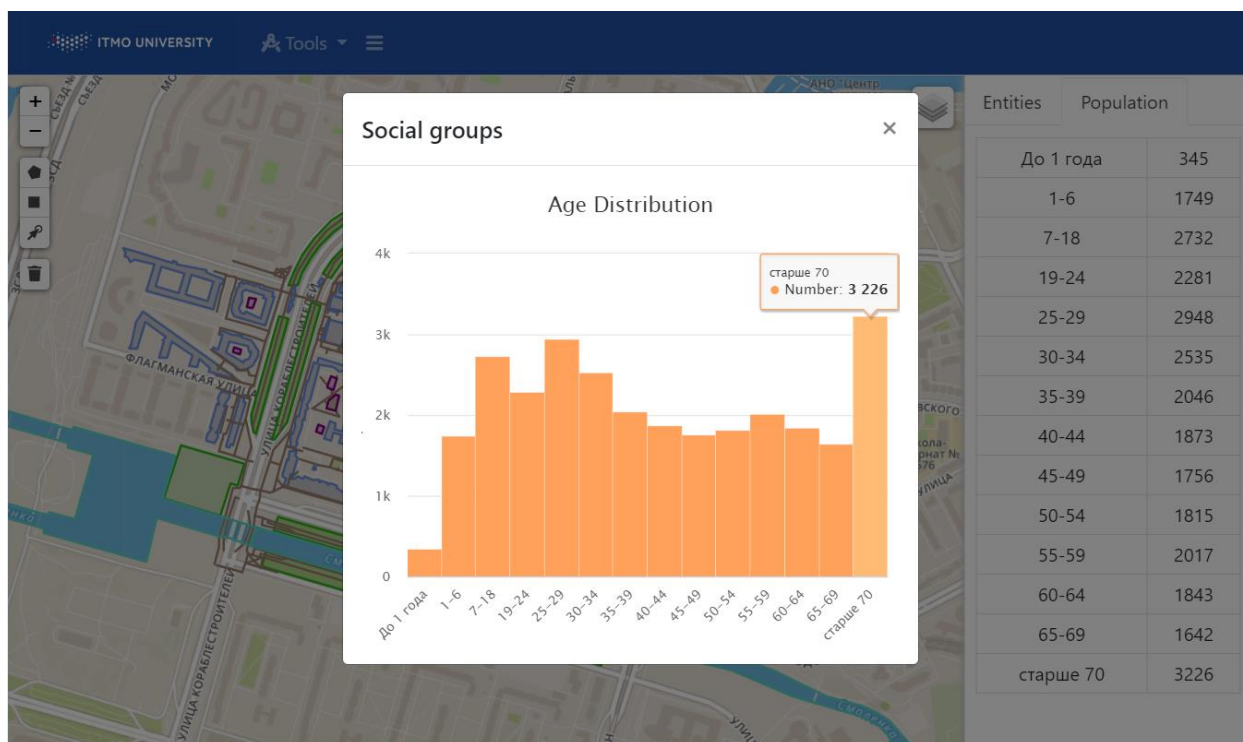 ITMO UNIVERSITY
Tools
Entities Population
До 1 года 345
1-6 1749
7-18 2732
19-24 2281
25-29 2948
30-34 2535
35-39 2046
40-44 1873
45-49 1756
50-54 1815
55-59 2017
60-64 1843
65-69 1642
старше 70 3226
Social groups
×
Age Distribution
4k
3k
2k
1k
0
старше 70
Number: 3 226
До 1 года
1-6
7-18
19-24
25-29
30-34
35-39
40-44
45-49
50-54
55-59
60-64
65-69
старше 70
+
−
АНО "Центр
ФЛАГМАНСКАЯ УЛИЦА
УЛИЦА КОРАБЛЕСТРОИТЕЛЕЙ
УЛИЦА КОРАБЛЕСТРОИТЕЛЕЙ
Смоленка
УЛИЦА